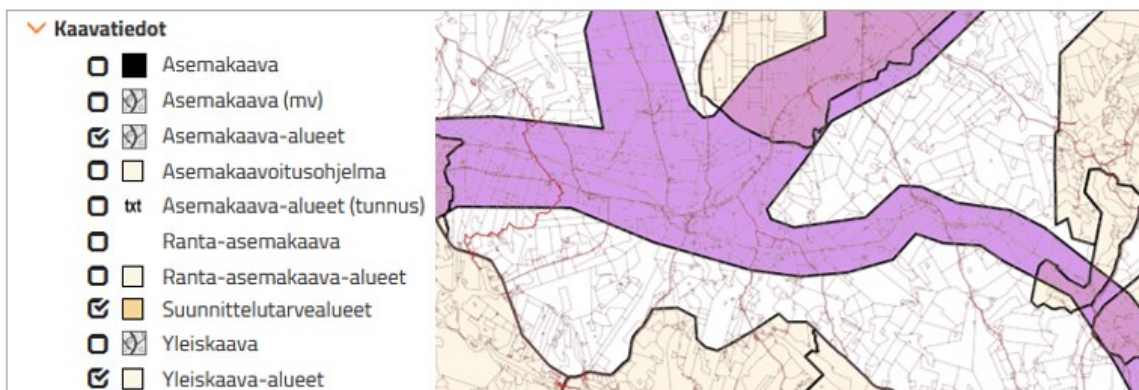 Kaavatiedot
Asemakaava
Asemakaava (mv)
Asemakaava-alueet
Asemakaavoitusohjelma
txt Asemakaava-alueet (tunnus)
Ranta-asemakaava
Ranta-asemakaava-alueet
Suunnittelutarvealueet
Yleiskaava
Yleiskaava-alueet